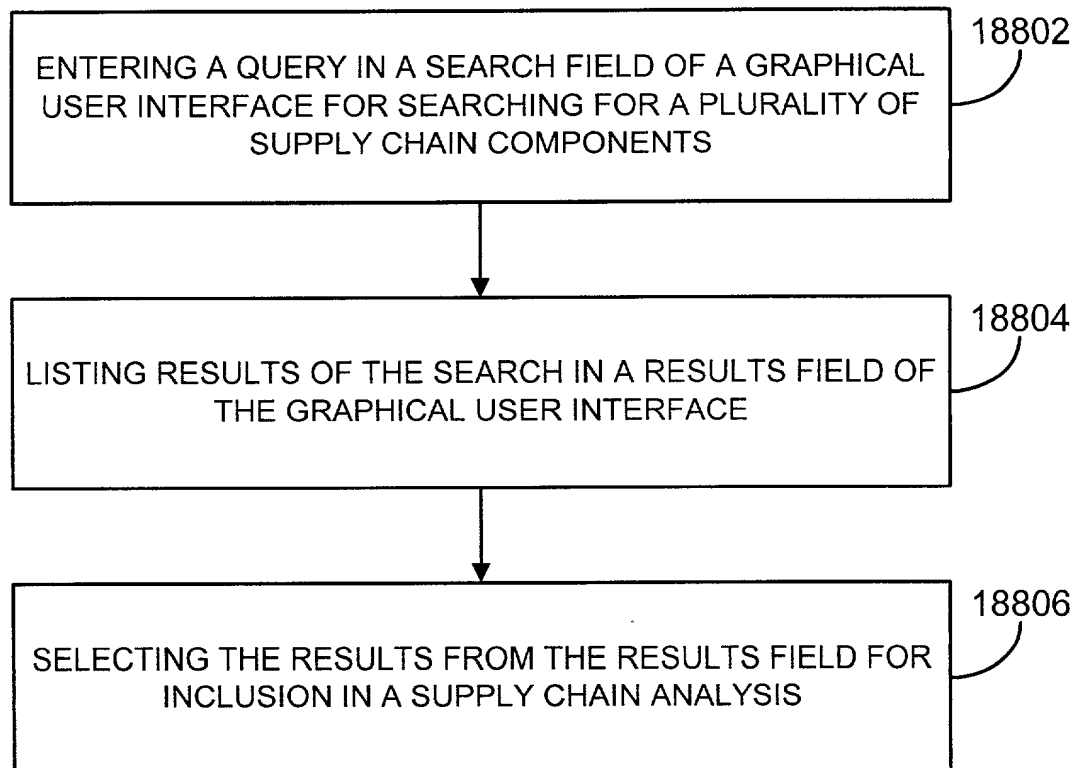 18802
ENTERING A QUERY IN A SEARCH FIELD OF A GRAPHICAL
USER INTERFACE FOR SEARCHING FOR A PLURALITY OF
SUPPLY CHAIN COMPONENTS
18804
LISTING RESULTS OF THE SEARCH IN A RESULTS FIELD OF
THE GRAPHICAL USER INTERFACE
18806
SELECTING THE RESULTS FROM THE RESULTS FIELD FOR
INCLUSION IN A SUPPLY CHAIN ANALYSIS